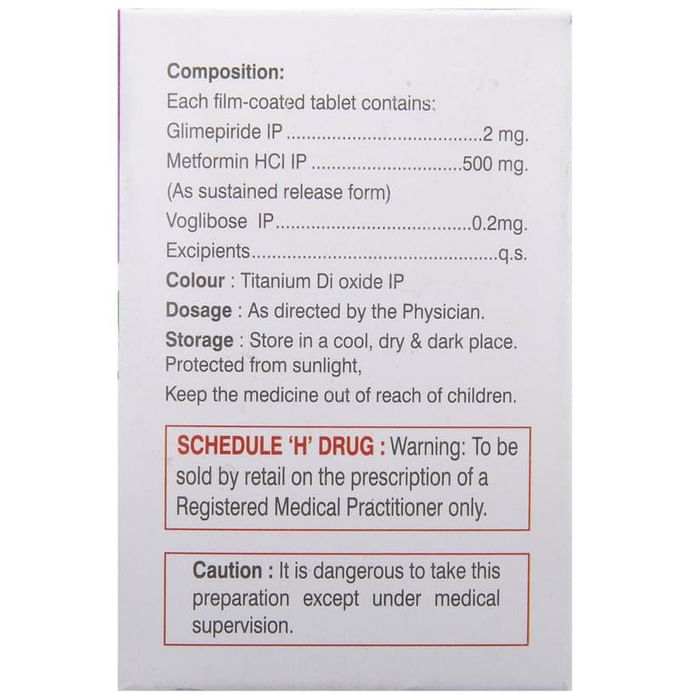 Composition:
Each film-coated tablet contains:
Glimepiride IP.......................................2 mg.
Metformin HCl IP..............................500 mg.
(As sustained release form)
Voglibose IP.......................................0.2mg.
Excipients.................................................q.s.
Colour : Titanium Di oxide IP
Dosage : As directed by the Physician.
Storage : Store in a cool, dry & dark place.
Protected from sunlight,
Keep the medicine out of reach of children.
SCHEDULE 'H' DRUG : Warning: To be
sold by retail on the prescription of a
Registered Medical Practitioner only.
Caution : It is dangerous to take this
preparation except under medical
supervision.